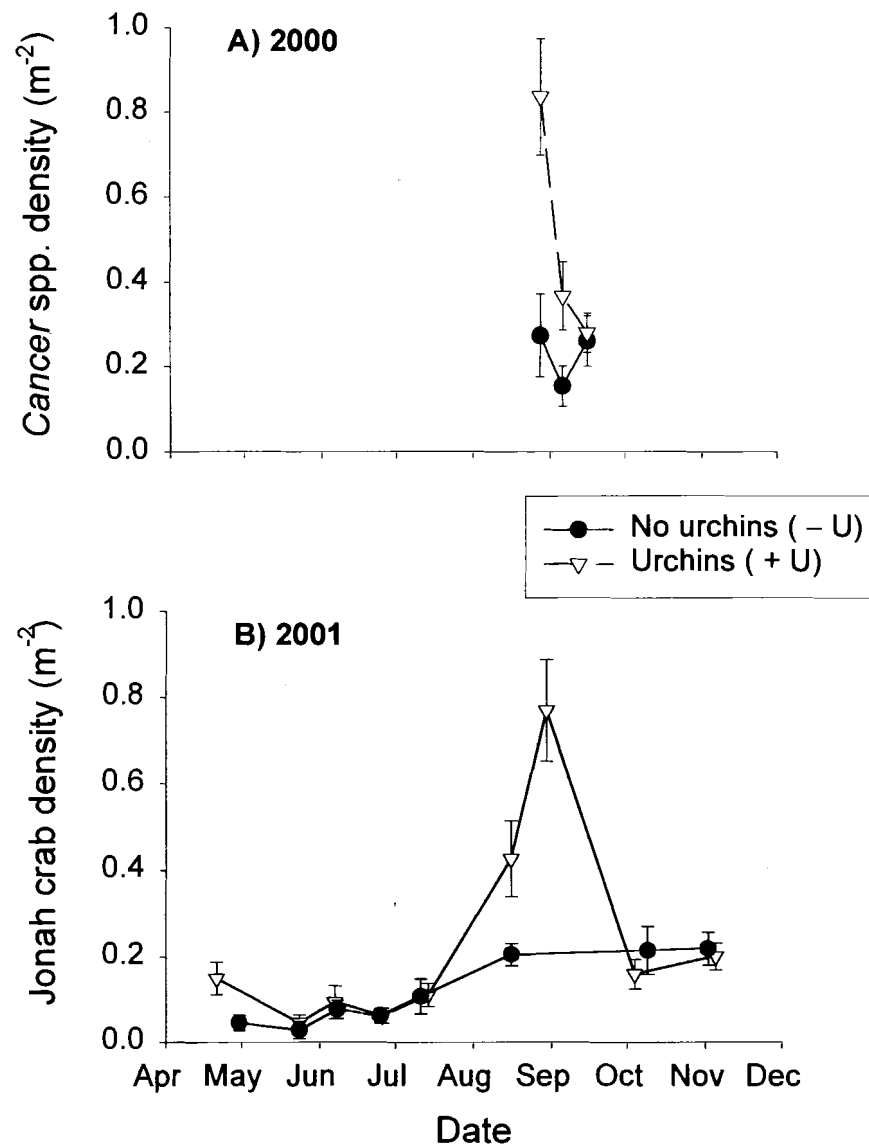 A) 2000
Cancer spp. density (m-2)
1.0
0.8
0.6
0.4
0.2
0.0
No urchins ( – U)
Urchins ( + U)
B) 2001
Jonah crab density (m-2)
1.0
0.8
0.6
0.4
0.2
0.0
Apr May Jun Jul Aug Sep Oct Nov Dec
Date